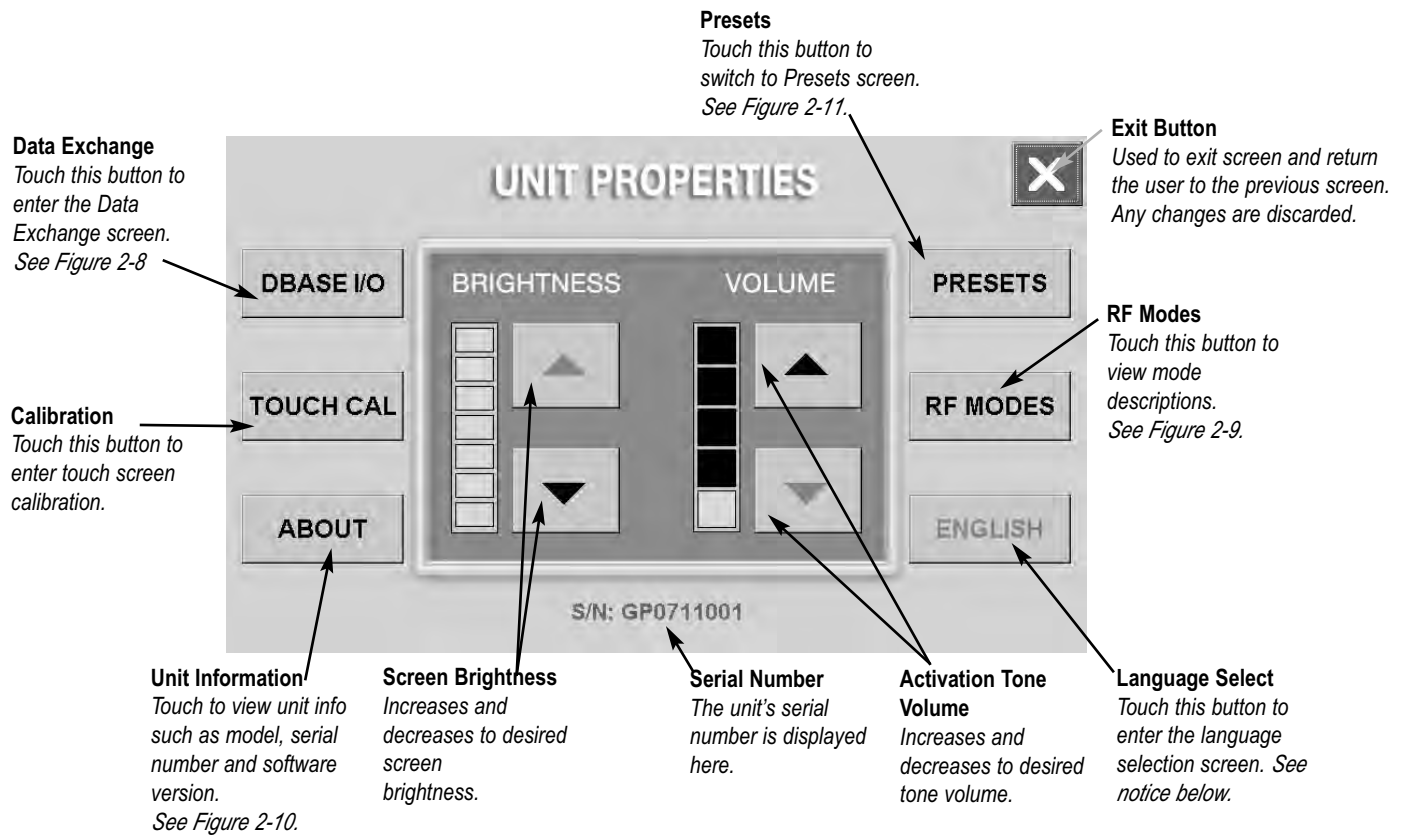 Presets
Touch this button to
switch to Presets screen.
See Figure 2-11.
Data Exchange
Touch this button to
enter the Data
Exchange screen.
See Figure 2-8
Exit Button
Used to exit screen and return
the user to the previous screen.
Any changes are discarded.
UNIT PROPERTIES
DBASE I/O
BRIGHTNESS
VOLUME
PRESETS
RF Modes
Touch this button to
view mode
descriptions.
See Figure 2-9.
Calibration
Touch this button to
enter touch screen
calibration.
TOUCH CAL
RF MODES
ABOUT
ENGLISH
S/N: GP0711001
Unit Information
Touch to view unit info
such as model, serial
number and software
version.
See Figure 2-10.
Screen Brightness
Increases and
decreases to desired
screen
brightness.
Serial Number
The unit's serial
number is displayed
here.
Activation Tone
Volume
Increases and
decreases to desired
tone volume.
Language Select
Touch this button to
enter the language
selection screen. See
notice below.